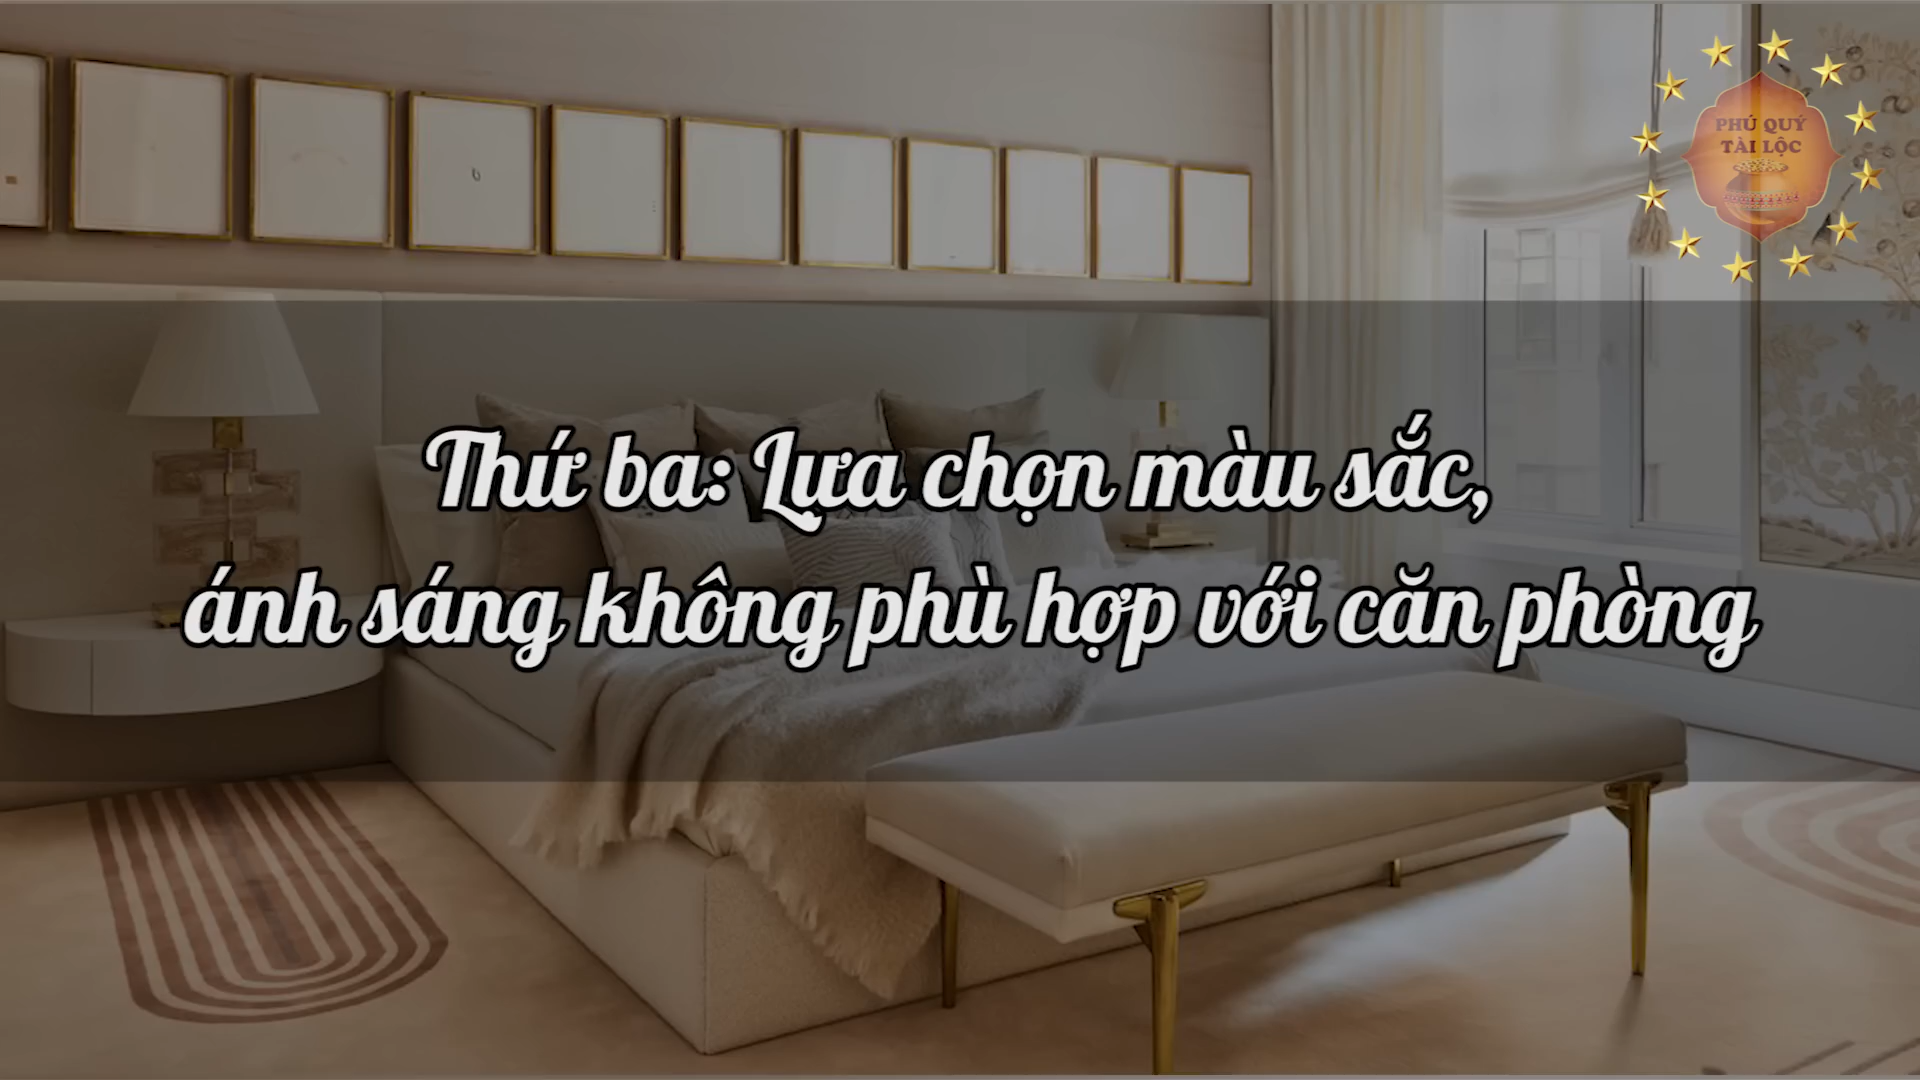 PHÚ QUÝ
TÀI LỘC
Thứ ba: Lựa chọn màu sắc,
ánh sáng không phù hợp với căn phòng